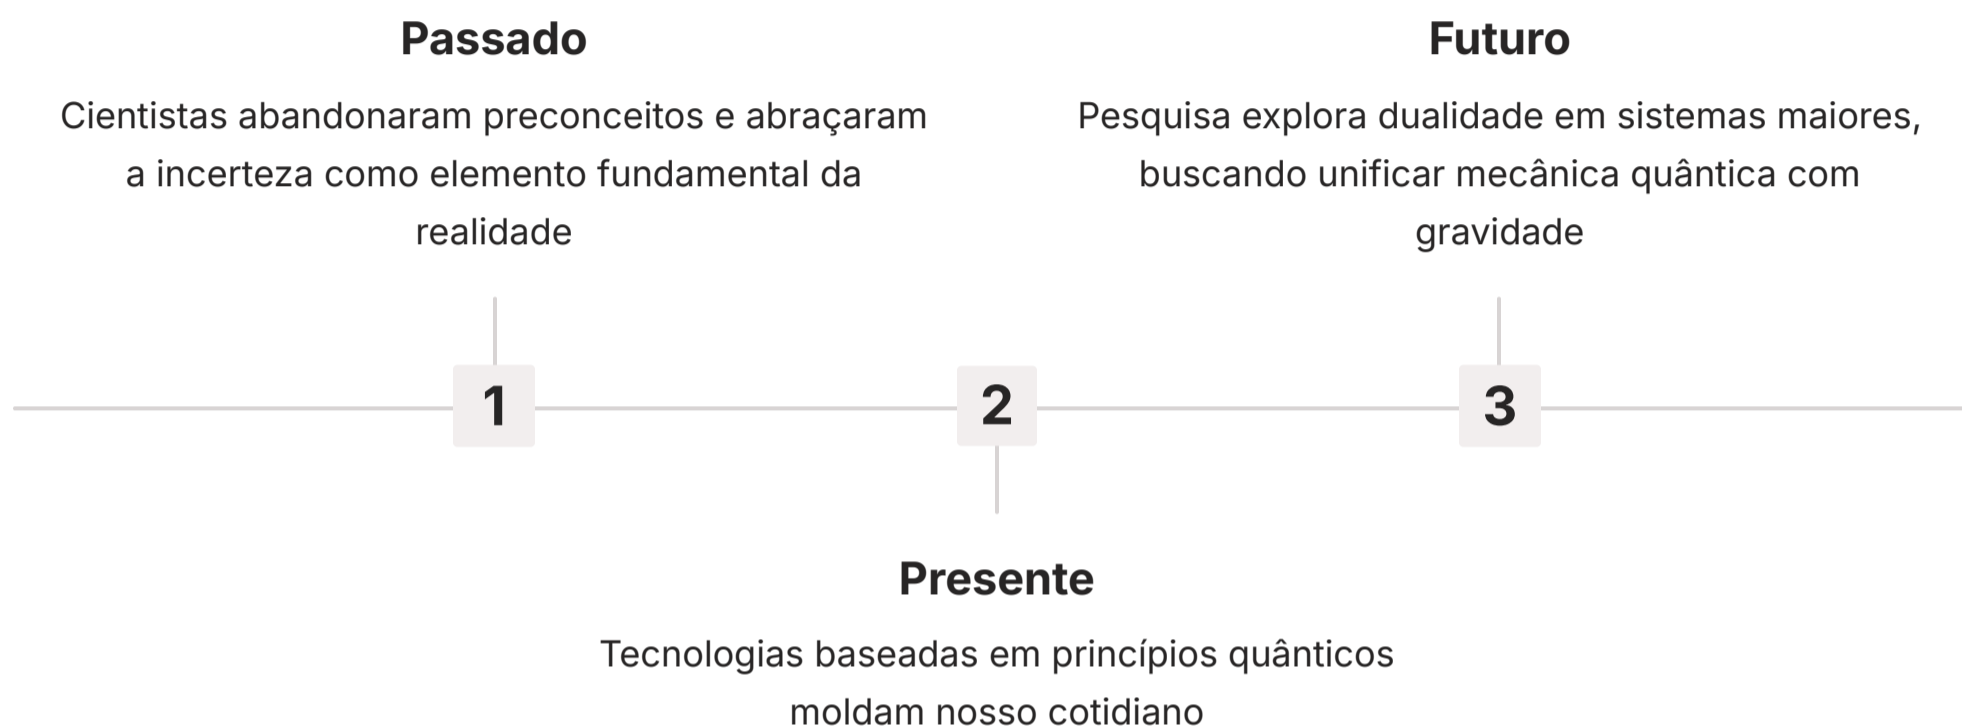 Passado
Cientistas abandonaram preconceitos e abraçaram
a incerteza como elemento fundamental da
realidade
Futuro
Pesquisa explora dualidade em sistemas maiores,
buscando unificar mecânica quântica com
gravidade
1
2
3
Presente
Tecnologias baseadas em princípios quânticos
moldam nosso cotidiano